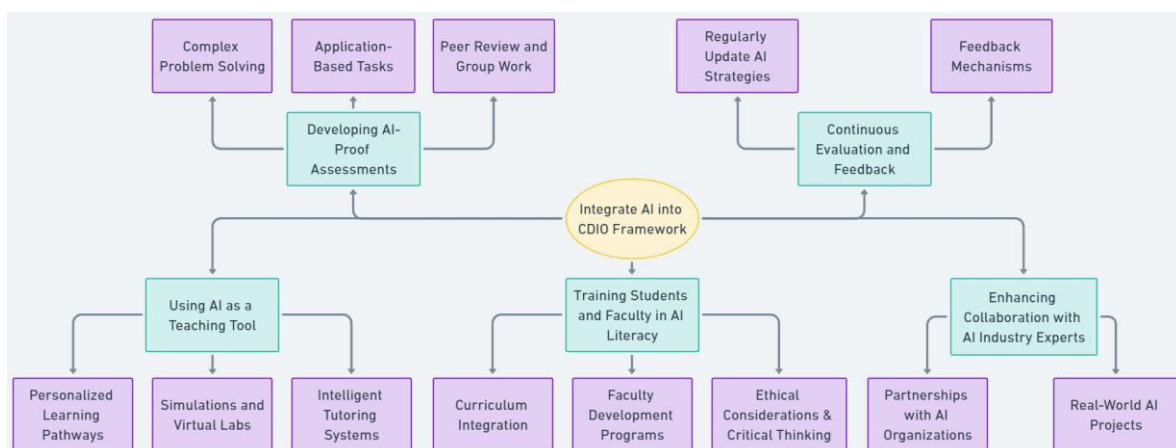 Complex
Problem Solving
Application-
Based Tasks
Peer Review and
Group Work
Regularly
Update AI
Strategies
Feedback
Mechanisms
Developing AI-
Proof
Assessments
Continuous
Evaluation and
Feedback
Integrate AI into
CDIO Framework
Using AI as a
Teaching Tool
Training Students
and Faculty in AI
Literacy
Enhancing
Collaboration with
AI Industry Experts
Personalized
Learning
Pathways
Simulations and
Virtual Labs
Intelligent
Tutoring
Systems
Curriculum
Integration
Faculty
Development
Programs
Ethical
Considerations &
Critical Thinking
Partnerships
with AI
Organizations
Real-World AI
Projects